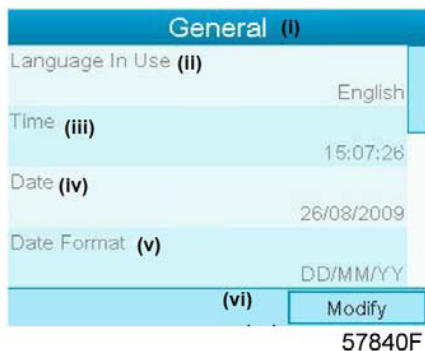 General (i)
Language In Use (ii)
English
Time (iii)
15:07:26
Date (iv)
26/08/2009
Date Format (v)
DD/MM/YY
(vi) Modify
57840F